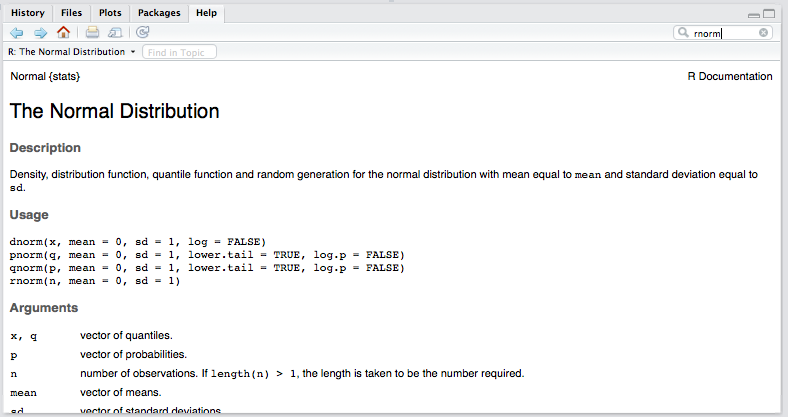 History Files Plots Packages Help
rnorm
R: The Normal Distribution Find in Topic
Normal {stats} R Documentation
The Normal Distribution
Description
Density, distribution function, quantile function and random generation for the normal distribution with mean equal to mean and standard deviation equal to
sd.
Usage
dnorm(x, mean = 0, sd = 1, log = FALSE)
pnorm(q, mean = 0, sd = 1, lower.tail = TRUE, log.p = FALSE)
qnorm(p, mean = 0, sd = 1, lower.tail = TRUE, log.p = FALSE)
rnorm(n, mean = 0, sd = 1)
Arguments
x, q vector of quantiles.
p vector of probabilities.
n number of observations. If length(n) > 1, the length is taken to be the number required.
mean vector of means.
sd vector of standard deviations.